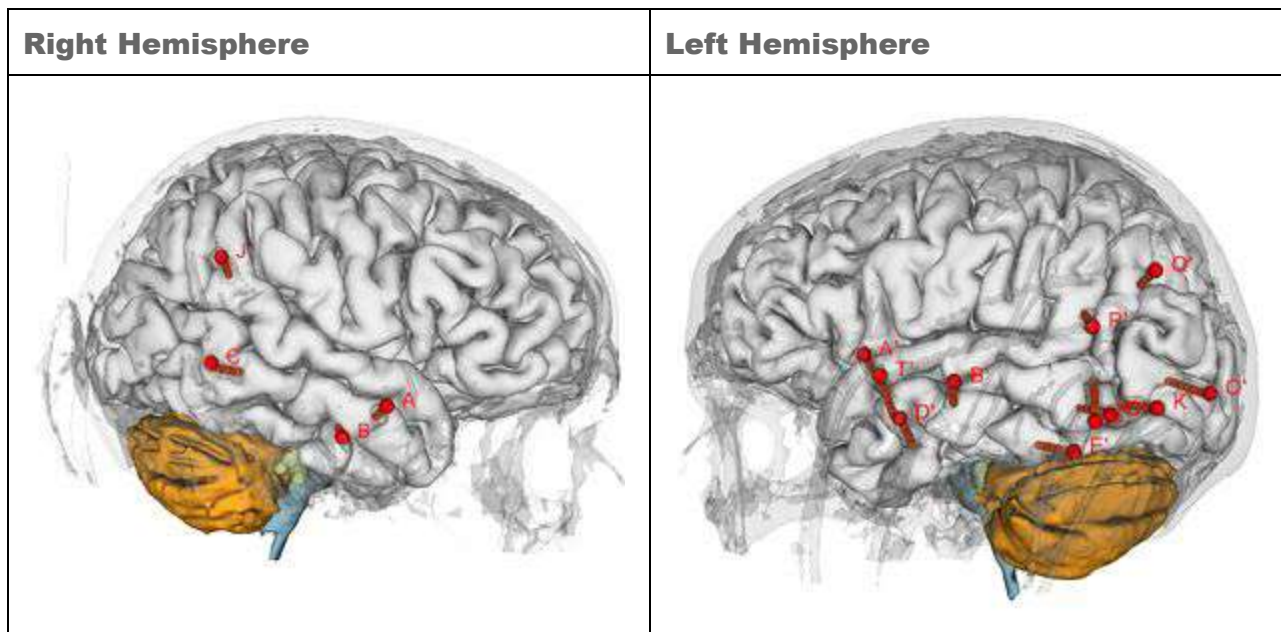 Right Hemisphere
Left Hemisphere
J'
C
A
B
O'
P'
A'
T'
B
D'
K
O'
E'